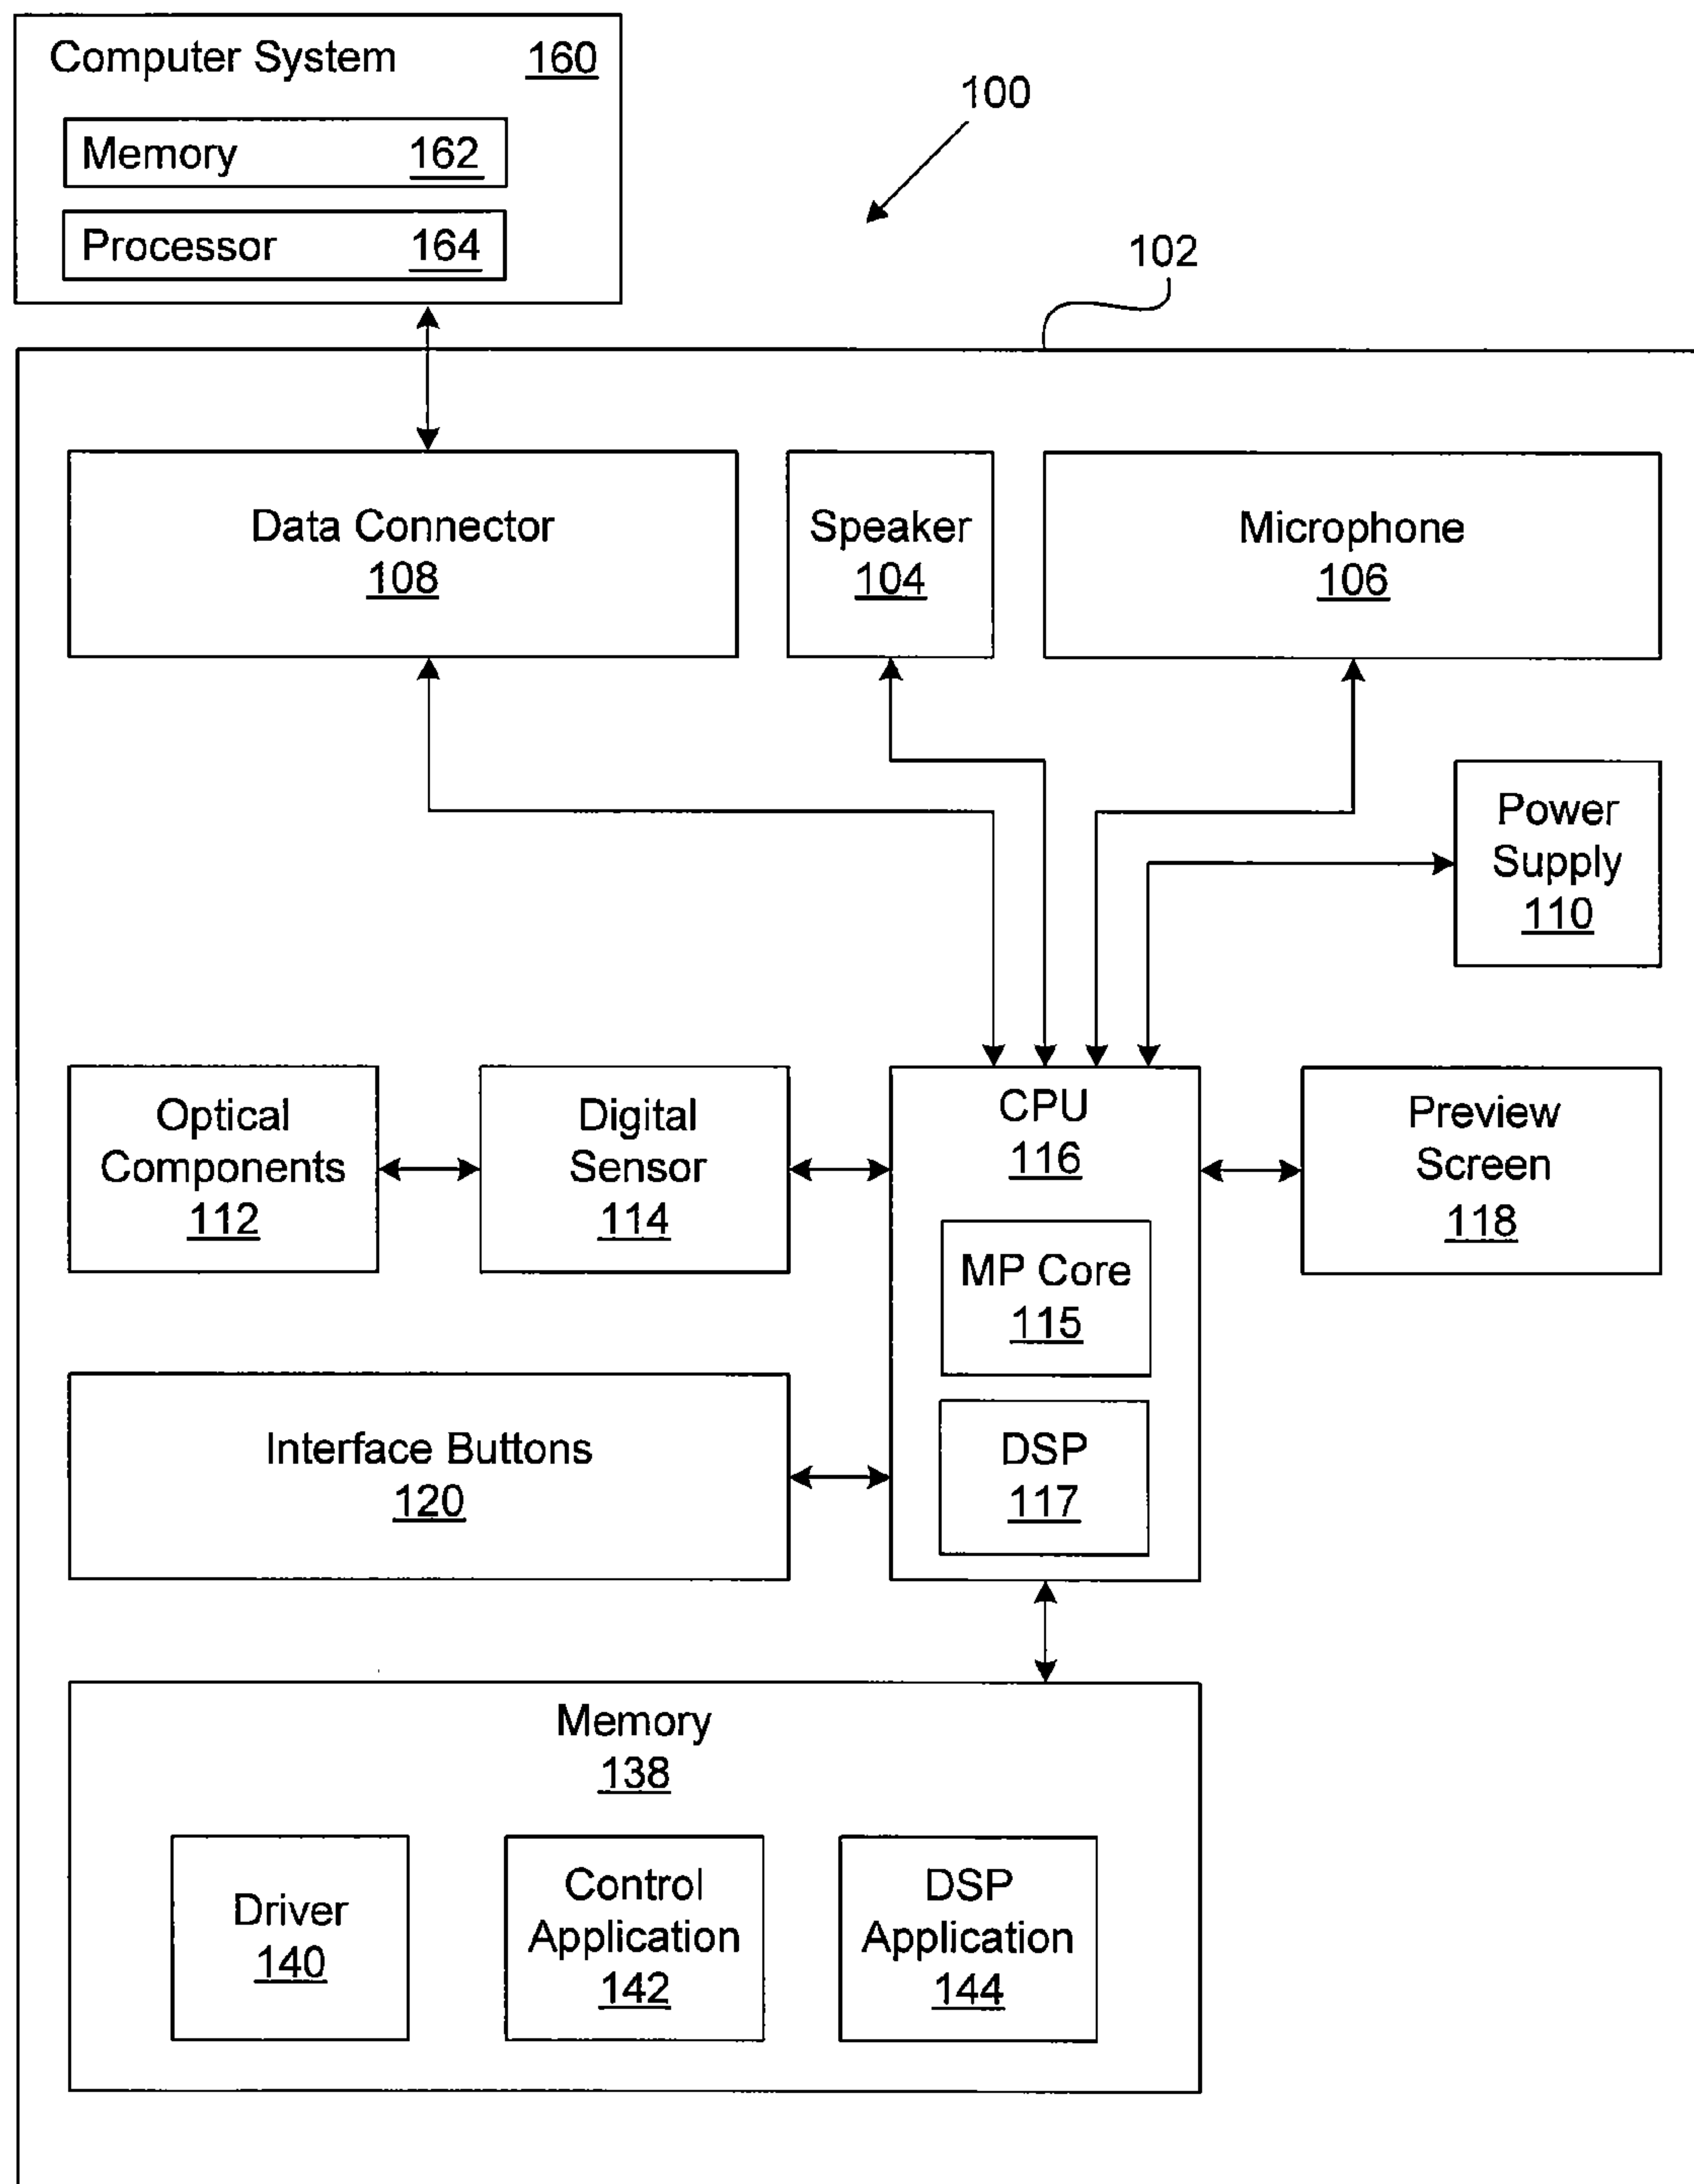 Computer System 160
Memory 162
Processor 164
100
102
Data Connector
108
Speaker
104
Microphone
106
Power
Supply
110
Optical
Components
112
Digital
Sensor
114
CPU
116
MP Core
115
DSP
117
Preview
Screen
118
Interface Buttons
120
Memory
138
Driver
140
Control
Application
142
DSP
Application
144